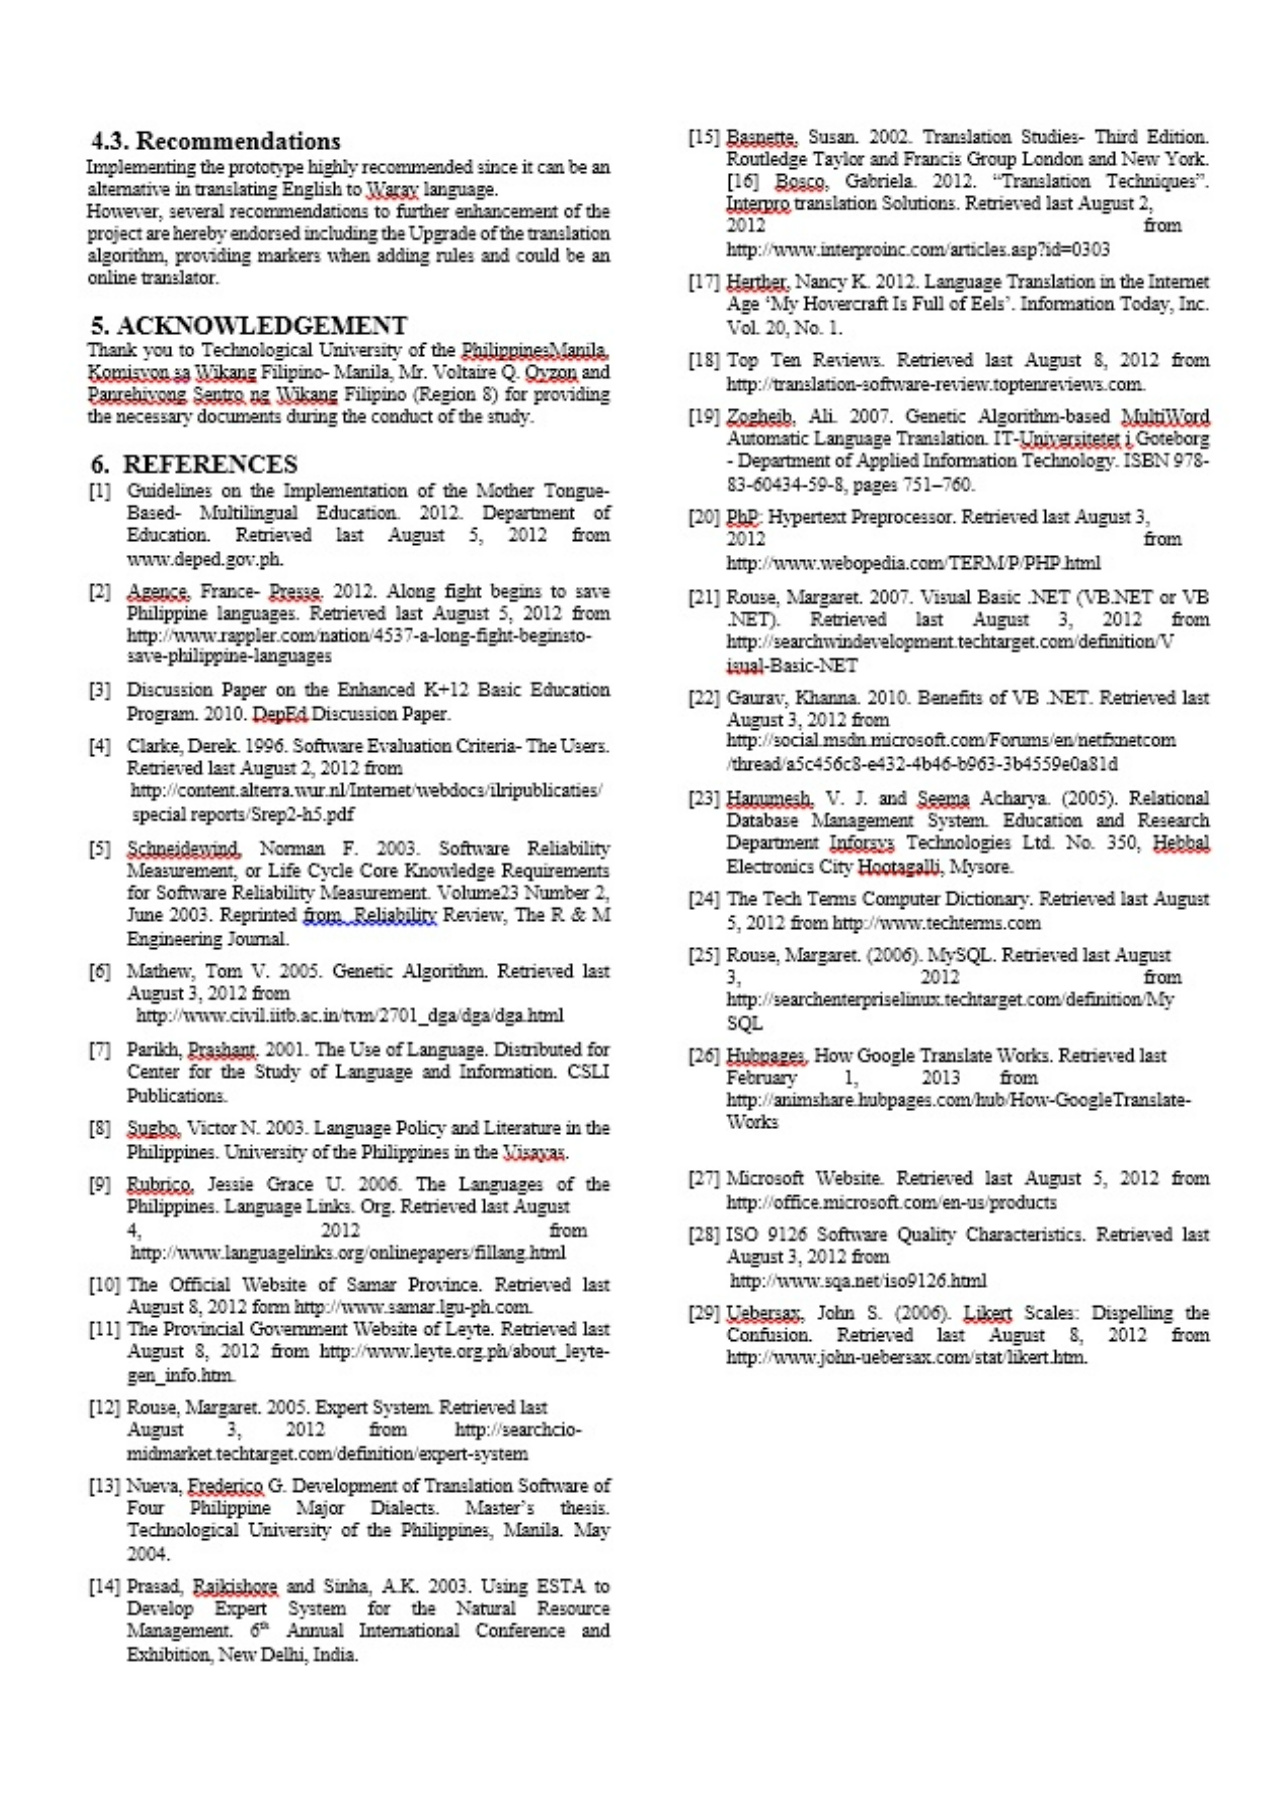 4.3. Recommendations
Implementing the prototype highly recommended since it can be an
alternative in translating English to Waray language.
However, several recommendations to further enhancement of the
project are hereby endorsed including the Upgrade of the translation
algorithm, providing markers when adding rules and could be an
online translator.
5. ACKNOWLEDGEMENT
Thank you to Technological University of the PhilippinesManila,
Komisyon sa Wikang Filipino- Manila, Mr. Voltaire Q. Oyzon and
Panrehiyong Sentro ng Wikang Filipino (Region 8) for providing
the necessary documents during the conduct of the study.
6. REFERENCES
[1] Guidelines on the Implementation of the Mother Tongue-
Based- Multilingual Education. 2012. Department of
Education. Retrieved last August 5, 2012 from
www.deped.gov.ph.
[2] Agence, France- Presse. 2012. Along fight begins to save
Philippine languages. Retrieved last August 5, 2012 from
http://www.rappler.com/nation/4537-a-long-fight-beginsto-
save-philippine-languages
[3] Discussion Paper on the Enhanced K+12 Basic Education
Program. 2010. DepEd Discussion Paper.
[4] Clarke, Derek. 1996. Software Evaluation Criteria- The Users.
Retrieved last August 2, 2012 from
http://content.alterra.wur.nl/Internet/webdocs/ilripublicaties/
special reports/Srep2-h5.pdf
[5] Schneidewind, Norman F. 2003. Software Reliability
Measurement, or Life Cycle Core Knowledge Requirements
for Software Reliability Measurement. Volume23 Number 2,
June 2003. Reprinted from Reliability Review, The R & M
Engineering Journal.
[6] Mathew, Tom V. 2005. Genetic Algorithm. Retrieved last
August 3, 2012 from
http://www.civil.iitb.ac.in/tvm/2701_dga/dga/dga.html
[7] Parikh, Prashant. 2001. The Use of Language. Distributed for
Center for the Study of Language and Information. CSLI
Publications.
[8] Sugbo, Victor N. 2003. Language Policy and Literature in the
Philippines. University of the Philippines in the Visayas.
[9] Rubrico, Jessie Grace U. 2006. The Languages of the
Philippines. Language Links. Org. Retrieved last August
4, 2012 from
http://www.languagelinks.org/onlinepapers/fillang.html
[10] The Official Website of Samar Province. Retrieved last
August 8, 2012 form http://www.samar.lgu-ph.com.
[11] The Provincial Government Website of Leyte. Retrieved last
August 8, 2012 from http://www.leyte.org.ph/about_leyte-
gen_info.htm.
[12] Rouse, Margaret. 2005. Expert System. Retrieved last
August 3, 2012 from http://searchcio-
midmarket.techtarget.com/definition/expert-system
[13] Nueva, Frederico G. Development of Translation Software of
Four Philippine Major Dialects. Master’s thesis.
Technological University of the Philippines, Manila. May
2004.
[14] Prasad, Rajkishore and Sinha, A.K. 2003. Using ESTA to
Develop Expert System for the Natural Resource
Management. 6th Annual International Conference and
Exhibition, New Delhi, India.
[15] Basnette, Susan. 2002. Translation Studies- Third Edition.
Routledge Taylor and Francis Group London and New York.
[16] Bosco, Gabriela. 2012. “Translation Techniques”.
Interpro translation Solutions. Retrieved last August 2,
2012 from
http://www.interproinc.com/articles.asp?id=0303
[17] Herther, Nancy K. 2012. Language Translation in the Internet
Age ‘My Hovercraft Is Full of Eels’. Information Today, Inc.
Vol. 20, No. 1.
[18] Top Ten Reviews. Retrieved last August 8, 2012 from
http://translation-software-review.toptenreviews.com.
[19] Zogheib, Ali. 2007. Genetic Algorithm-based MultiWord
Automatic Language Translation. IT-Universitetet i Goteborg
- Department of Applied Information Technology. ISBN 978-
83-60434-59-8, pages 751–760.
[20] PhP: Hypertext Preprocessor. Retrieved last August 3,
2012 from
http://www.webopedia.com/TERM/P/PHP.html
[21] Rouse, Margaret. 2007. Visual Basic .NET (VB.NET or VB
.NET). Retrieved last August 3, 2012 from
http://searchwindevelopment.techtarget.com/definition/V
isual-Basic-NET
[22] Gaurav, Khanna. 2010. Benefits of VB .NET. Retrieved last
August 3, 2012 from
http://social.msdn.microsoft.com/Forums/en/netfxnetcom
/thread/a5c456c8-e432-4b46-b963-3b4559e0a81d
[23] Hanumesh, V. J. and Seema Acharya. (2005). Relational
Database Management System. Education and Research
Department Inforsys Technologies Ltd. No. 350, Hebbal
Electronics City Hootagalli, Mysore.
[24] The Tech Terms Computer Dictionary. Retrieved last August
5, 2012 from http://www.techterms.com
[25] Rouse, Margaret. (2006). MySQL. Retrieved last August
3, 2012 from
http://searchenterpriselinux.techtarget.com/definition/My
SQL
[26] Hubpages, How Google Translate Works. Retrieved last
February 1, 2013 from
http://animshare.hubpages.com/hub/How-GoogleTranslate-
Works
[27] Microsoft Website. Retrieved last August 5, 2012 from
http://office.microsoft.com/en-us/products
[28] ISO 9126 Software Quality Characteristics. Retrieved last
August 3, 2012 from
http://www.sqa.net/iso9126.html
[29] Uebersax, John S. (2006). Likert Scales: Dispelling the
Confusion. Retrieved last August 8, 2012 from
http://www.john-uebersax.com/stat/likert.htm.